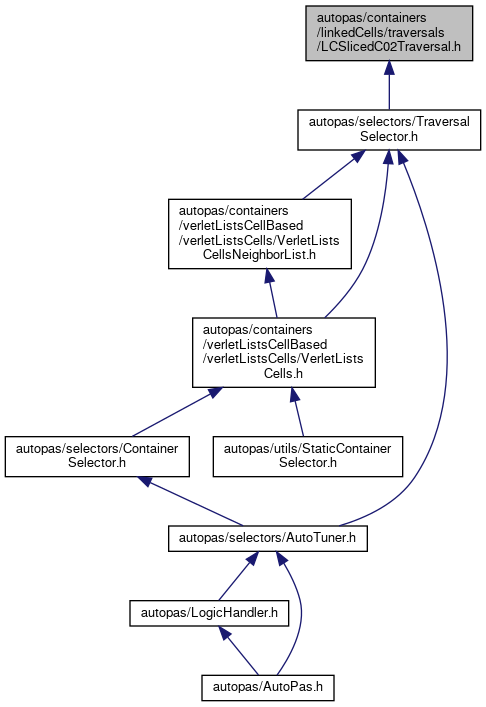 autopas/containers
/linkedCells/traversals
/LCSlicedC02Traversal.h
autopas/selectors/Traversal
Selector.h
autopas/containers
/verletListsCellBased
/verletListsCells/VerletLists
CellsNeighborList.h
autopas/containers
/verletListsCellBased
/verletListsCells/VerletLists
Cells.h
autopas/selectors/Container
Selector.h
autopas/utils/StaticContainer
Selector.h
autopas/selectors/AutoTuner.h
autopas/LogicHandler.h
autopas/AutoPas.h